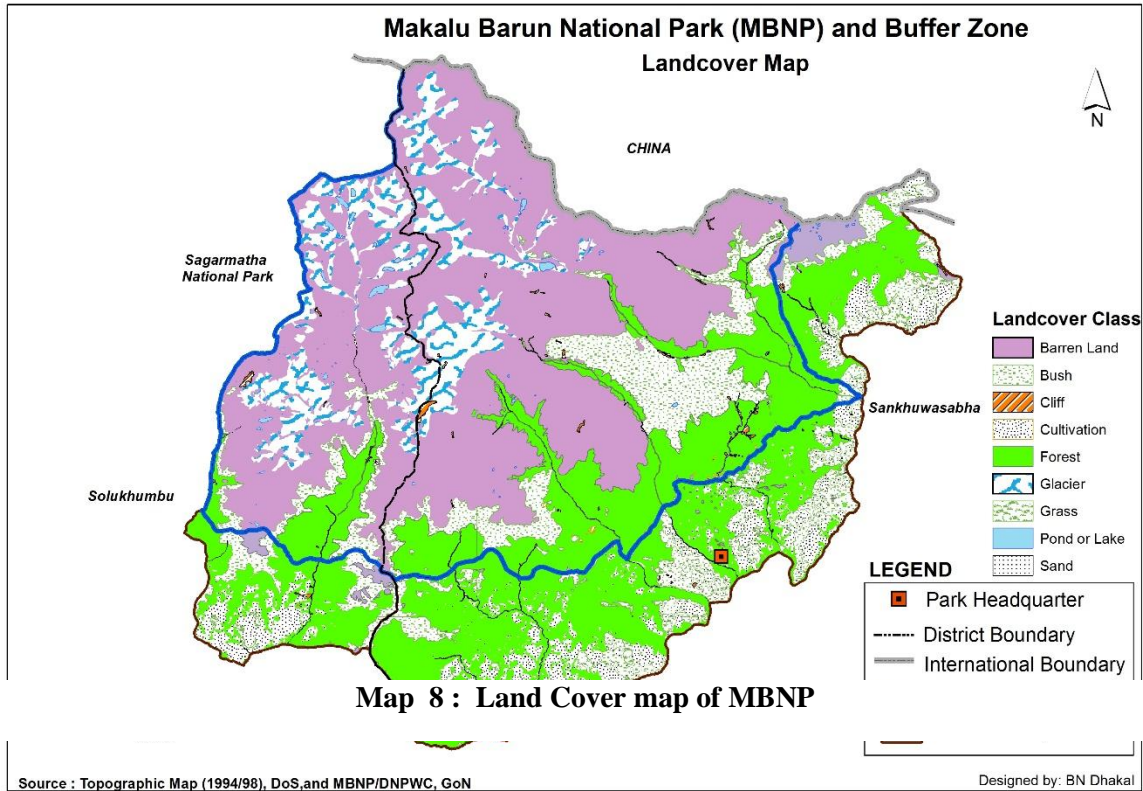 Makalu Barun National Park (MBNP) and Buffer Zone
Landcover Map
N
CHINA
Sagarmatha
National Park
Landcover Class
Barren Land
Bush
Cliff
Sankhuwasabha
Cultivation
Forest
Solukhumbu
Glacier
Grass
Pond or Lake
Sand
LEGEND
Park Headquarter
District Boundary
International Boundary
Map 8 : Land Cover map of MBNP
Source : Topographic Map (1994/98), DoS,and MBNP/DNPWC, GoN
Designed by: BN Dhakal